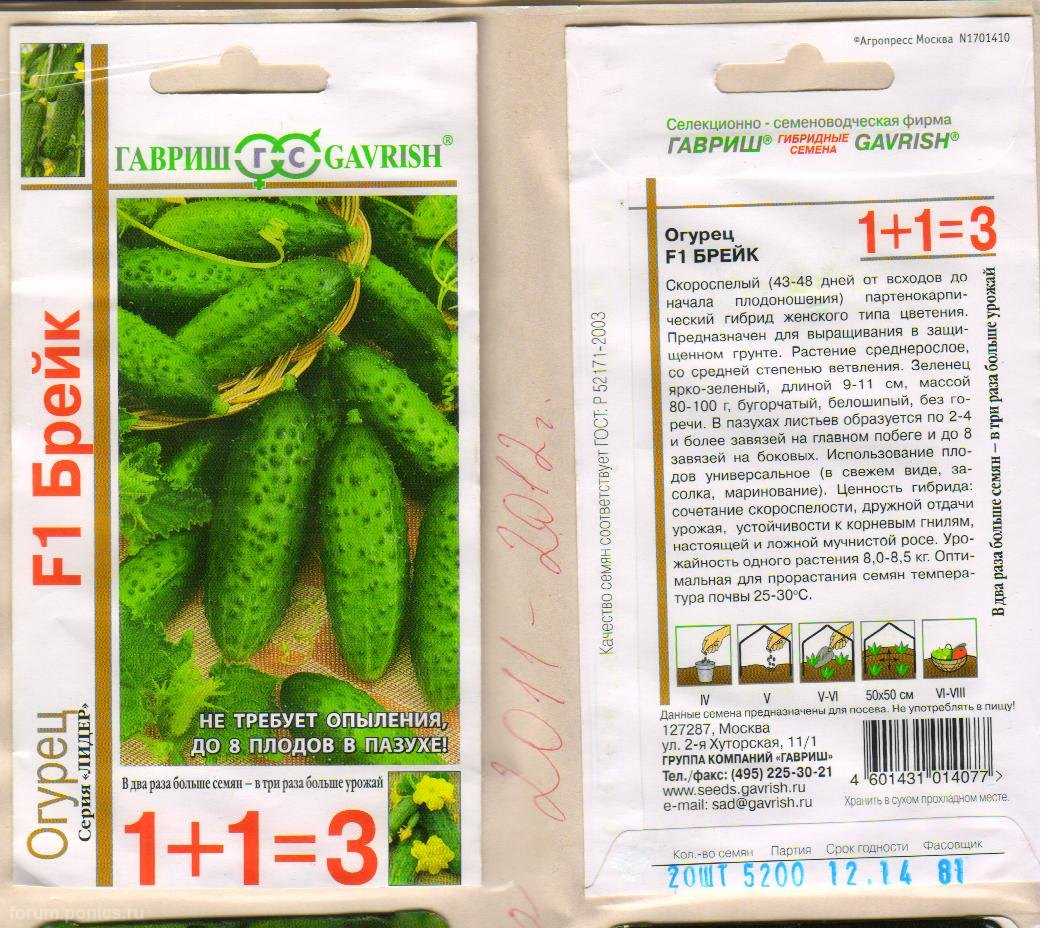 ГАВРИШ ГС GAVRISH®
F1 Брейк
Огурец
Серия «ЛИДЕР»
НЕ ТРЕБУЕТ ОПЫЛЕНИЯ,
ДО 8 ПЛОДОВ В ПАЗУХЕ!
В два раза больше семян – в три раза больше урожай
1+1=3
forum.ponics.ru
2011-2012г.
©Агропресс Москва N1701410
Селекционно - семеноводческая фирма
ГАВРИШ® ГИБРИДНЫЕ СЕМЕНА GAVRISH®
1+1=3
Огурец
F1 БРЕЙК
Скороспелый (43-48 дней от всходов до
начала плодоношения) партенокарпи-
ческий гибрид женского типа цветения.
Предназначен для выращивания в защи-
щенном грунте. Растение среднерослое,
со средней степенью ветвления. Зеленец
ярко-зеленый, длиной 9-11 см, массой
80-100 г, бугорчатый, белошипый, без го-
речи. В пазухах листьев образуется по 2-4
и более завязей на главном побеге и до 8
завязей на боковых. Использование пло-
дов универсальное (в свежем виде, за-
солка, маринование). Ценность гибрида:
сочетание скороспелости, дружной отдачи
урожая, устойчивости к корневым гнилям,
настоящей и ложной мучнистой росе. Уро-
жайность одного растения 8,0-8,5 кг. Опти-
мальная для прорастания семян темпера-
тура почвы 25-30°С.
В два раза больше семян – в три раза больше урожай
Качество семян соответствует ГОСТ: Р 52171-2003
IV V V-VI 50x50 см VI-VIII
Данные семена предназначены для посева. Не употреблять в пищу!
127287, Москва
ул. 2-я Хуторская, 11/1
ГРУППА КОМПАНИЙ "ГАВРИШ"
Тел./факс: (495) 225-30-21
www.seeds.gavrish.ru
e-mail: sad@gavrish.ru
4 601431 014077 >
Хранить в сухом прохладном месте.
Кол.-во семян Партия Срок годности Фасовщик
20ШТ 5200 12.14 81